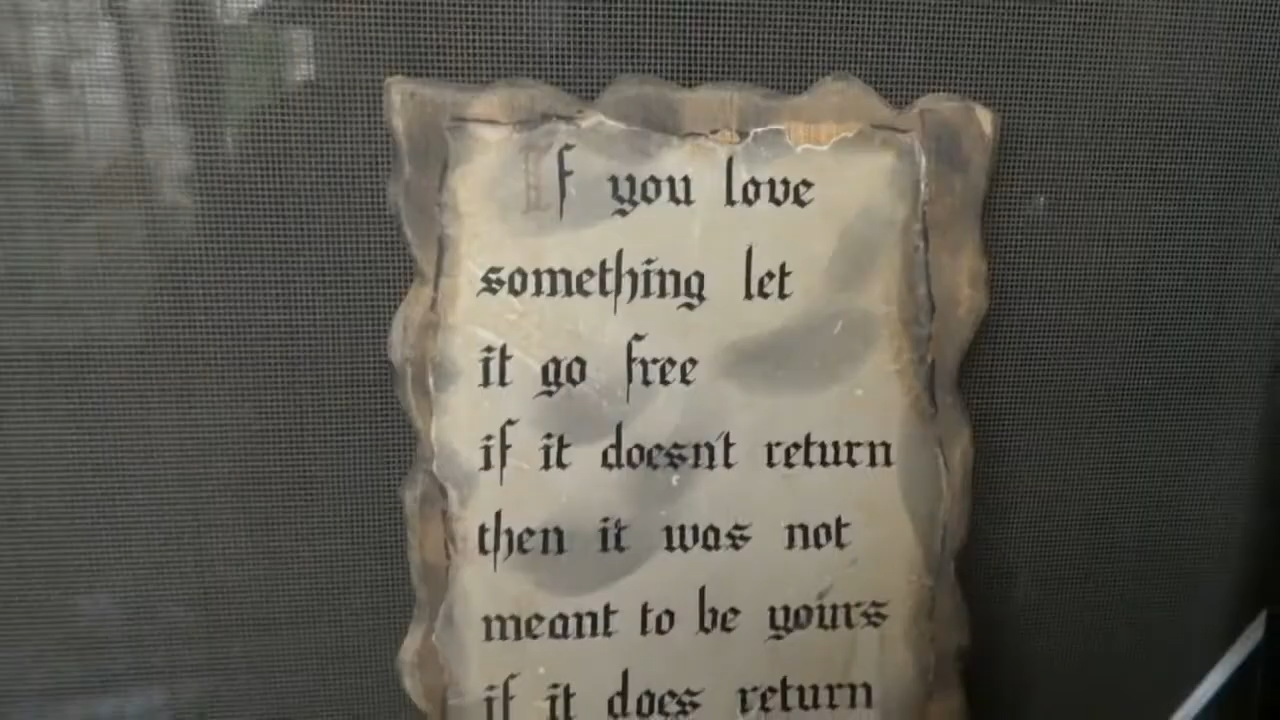 If you love
something let
it go free
if it doesn't return
then it was not
meant to be yours
if it does return